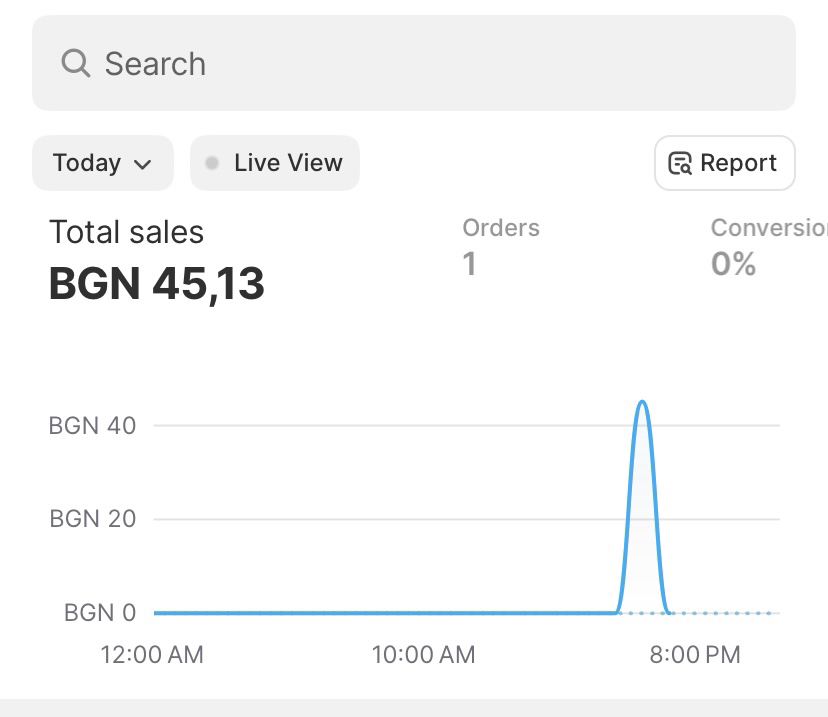 Search
Today
Live View
Report
Total sales
BGN 45,13
Orders
1
Conversion
0%
BGN 40
BGN 20
BGN 0
12:00 AM
10:00 AM
8:00 PM